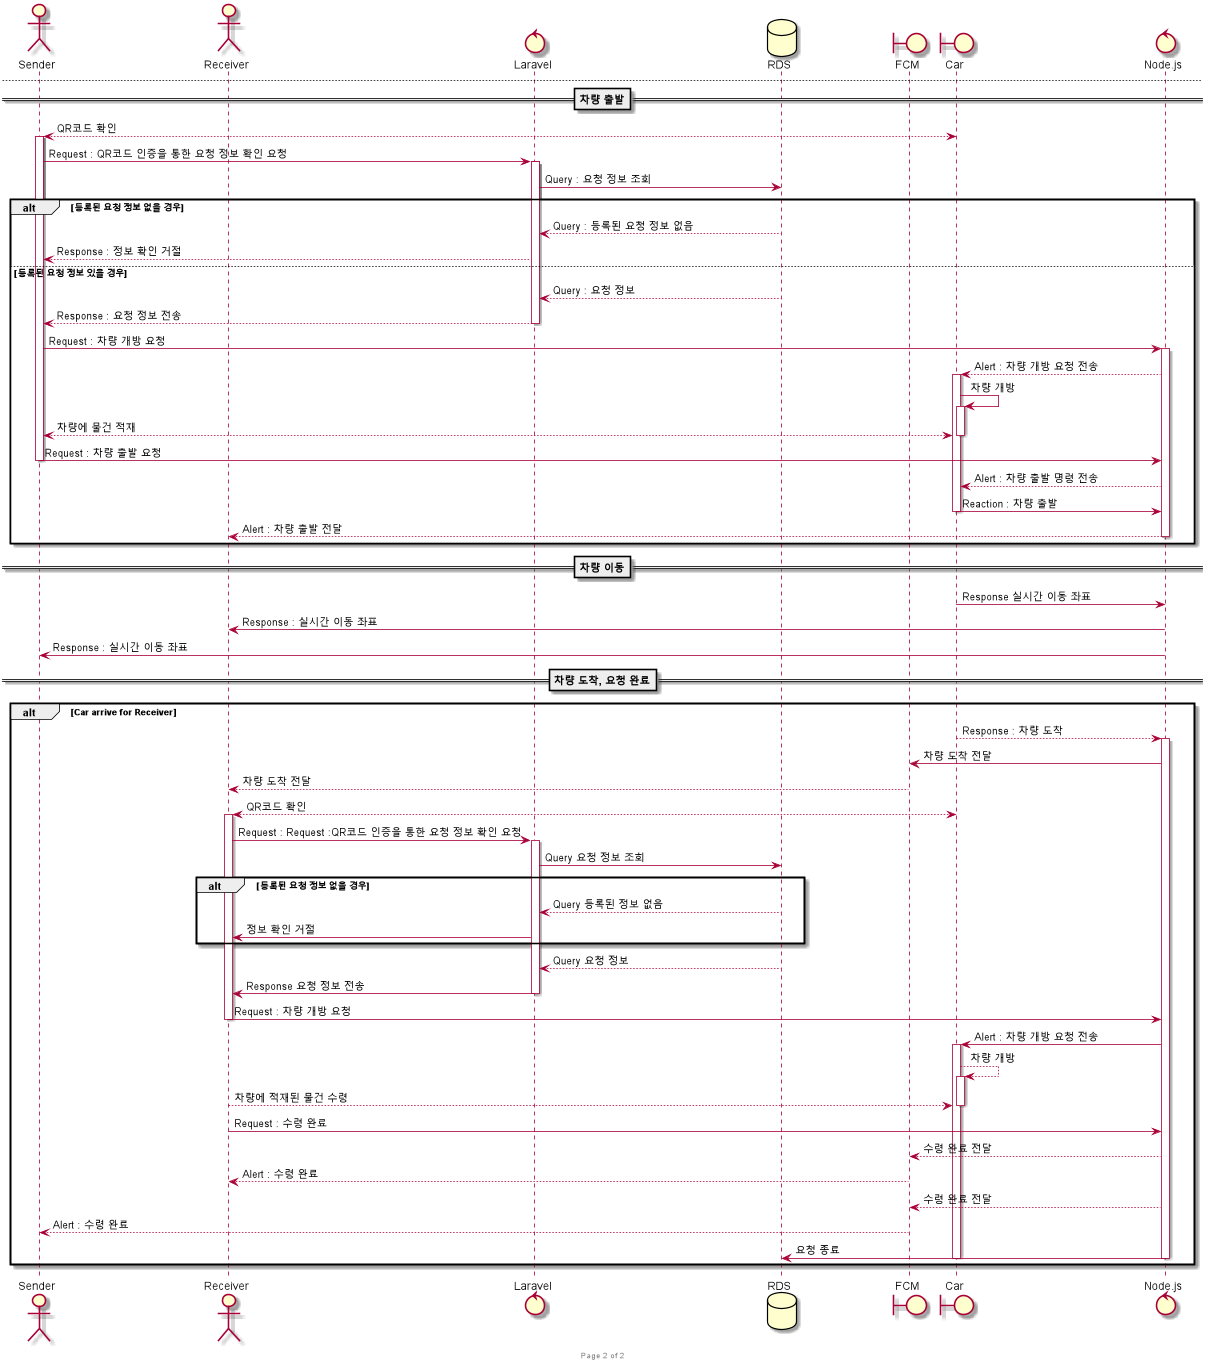 Sender Receiver Laravel RDS FCM Car Node.js
차량 출발
QR코드 확인
Request : QR코드 인증을 통한 요청 정보 확인 요청
Query : 요청 정보 조회
alt [등록된 요청 정보 없을 경우]
Query : 등록된 요청 정보 없음
Response : 정보 확인 거절
[등록된 요청 정보 있을 경우]
Query : 요청 정보
Response : 요청 정보 전송
Request : 차량 개방 요청
Alert : 차량 개방 요청 전송
차량 개방
차량에 물건 적재
Request : 차량 출발 요청
Alert : 차량 출발 명령 전송
Reaction : 차량 출발
Alert : 차량 출발 전달
차량 이동
Response 실시간 이동 좌표
Response : 실시간 이동 좌표
Response : 실시간 이동 좌표
차량 도착, 요청 완료
alt [Car arrive for Receiver]
Response : 차량 도착
차량 도착 전달
차량 도착 전달
QR코드 확인
Request : Request :QR코드 인증을 통한 요청 정보 확인 요청
Query 요청 정보 조회
alt [등록된 요청 정보 없을 경우]
Query 등록된 정보 없음
정보 확인 거절
Query 요청 정보
Response 요청 정보 전송
Request : 차량 개방 요청
Alert : 차량 개방 요청 전송
차량 개방
차량에 적재된 물건 수령
Request : 수령 완료
수령 완료 전달
Alert : 수령 완료
수령 완료 전달
Alert : 수령 완료
요청 종료
Sender Receiver Laravel RDS FCM Car Node.js
Page 2 of 2